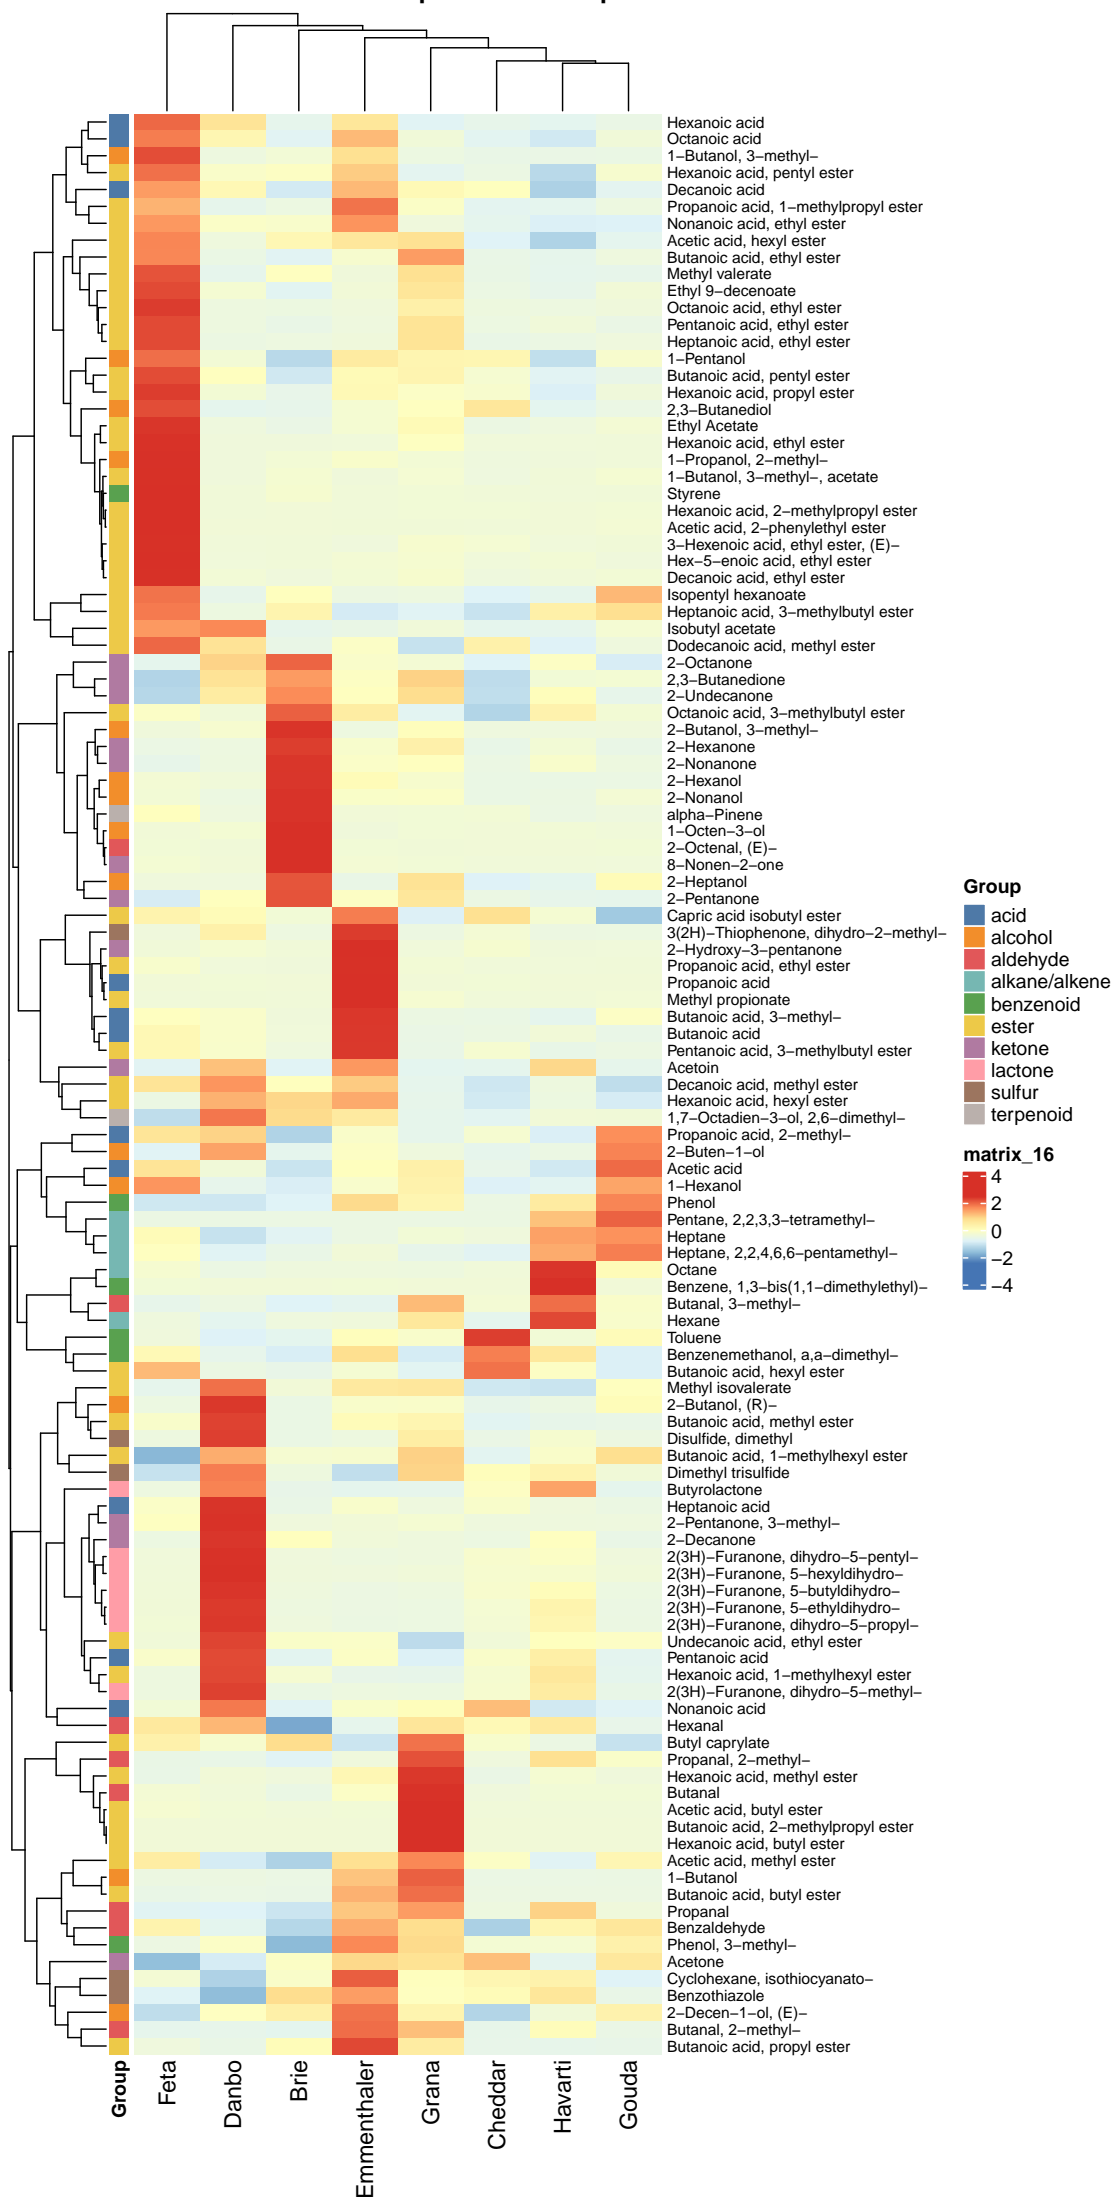 Hexanoic acid
Octanoic acid
1−Butanol, 3−methyl−
Hexanoic acid, pentyl ester
Decanoic acid
Propanoic acid, 1−methylpropyl ester
Nonanoic acid, ethyl ester
Acetic acid, hexyl ester
Butanoic acid, ethyl ester
Methyl valerate
Ethyl 9−decenoate
Octanoic acid, ethyl ester
Pentanoic acid, ethyl ester
Heptanoic acid, ethyl ester
1−Pentanol
Butanoic acid, pentyl ester
Hexanoic acid, propyl ester
2,3−Butanediol
Ethyl Acetate
Hexanoic acid, ethyl ester
1−Propanol, 2−methyl−
1−Butanol, 3−methyl−, acetate
Styrene
Hexanoic acid, 2−methylpropyl ester
Acetic acid, 2−phenylethyl ester
3−Hexenoic acid, ethyl ester, (E)−
Hex−5−enoic acid, ethyl ester
Decanoic acid, ethyl ester
Isopentyl hexanoate
Heptanoic acid, 3−methylbutyl ester
Isobutyl acetate
Dodecanoic acid, methyl ester
2−Octanone
2,3−Butanedione
2−Undecanone
Octanoic acid, 3−methylbutyl ester
2−Butanol, 3−methyl−
2−Hexanone
2−Nonanone
2−Hexanol
2−Nonanol
alpha−Pinene
1−Octen−3−ol
2−Octenal, (E)−
8−Nonen−2−one
2−Heptanol
2−Pentanone
Capric acid isobutyl ester
3(2H)−Thiophenone, dihydro−2−methyl−
2−Hydroxy−3−pentanone
Propanoic acid, ethyl ester
Propanoic acid
Methyl propionate
Butanoic acid, 3−methyl−
Butanoic acid
Pentanoic acid, 3−methylbutyl ester
Acetoin
Decanoic acid, methyl ester
Hexanoic acid, hexyl ester
1,7−Octadien−3−ol, 2,6−dimethyl−
Propanoic acid, 2−methyl−
2−Buten−1−ol
Acetic acid
1−Hexanol
Phenol
Pentane, 2,2,3,3−tetramethyl−
Heptane
Heptane, 2,2,4,6,6−pentamethyl−
Octane
Benzene, 1,3−bis(1,1−dimethylethyl)−
Butanal, 3−methyl−
Hexane
Toluene
Benzenemethanol, a,a−dimethyl−
Butanoic acid, hexyl ester
Methyl isovalerate
2−Butanol, (R)−
Butanoic acid, methyl ester
Disulfide, dimethyl
Butanoic acid, 1−methylhexyl ester
Dimethyl trisulfide
Butyrolactone
Heptanoic acid
2−Pentanone, 3−methyl−
2−Decanone
2(3H)−Furanone, dihydro−5−pentyl−
2(3H)−Furanone, 5−hexyldihydro−
2(3H)−Furanone, 5−butyldihydro−
2(3H)−Furanone, 5−ethyldihydro−
2(3H)−Furanone, dihydro−5−propyl−
Undecanoic acid, ethyl ester
Pentanoic acid
Hexanoic acid, 1−methylhexyl ester
2(3H)−Furanone, dihydro−5−methyl−
Nonanoic acid
Hexanal
Butyl caprylate
Propanal, 2−methyl−
Hexanoic acid, methyl ester
Butanal
Acetic acid, butyl ester
Butanoic acid, 2−methylpropyl ester
Hexanoic acid, butyl ester
Acetic acid, methyl ester
1−Butanol
Butanoic acid, butyl ester
Propanal
Benzaldehyde
Phenol, 3−methyl−
Acetone
Cyclohexane, isothiocyanato−
Benzothiazole
2−Decen−1−ol, (E)−
Butanal, 2−methyl−
Butanoic acid, propyl ester
Group
Feta
Danbo
Brie
Emmenthaler
Grana
Cheddar
Havarti
Gouda
Group
acid
alcohol
aldehyde
alkane/alkene
benzenoid
ester
ketone
lactone
sulfur
terpenoid
matrix_16
4
2
0
−2
−4